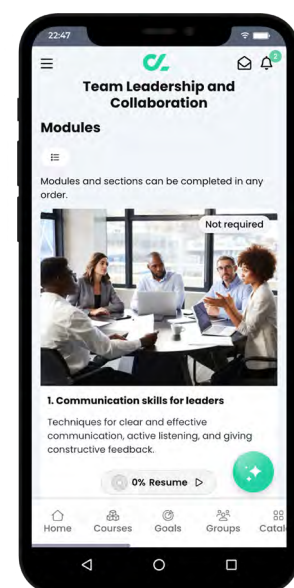 22:47
2
Team Leadership and
Collaboration
Modules
Modules and sections can be completed in any
order.
Not required
1. Communication skills for leaders
Techniques for clear and effective
communication, active listening, and giving
constructive feedback.
0% Resume
Home Courses Goals Groups Catal